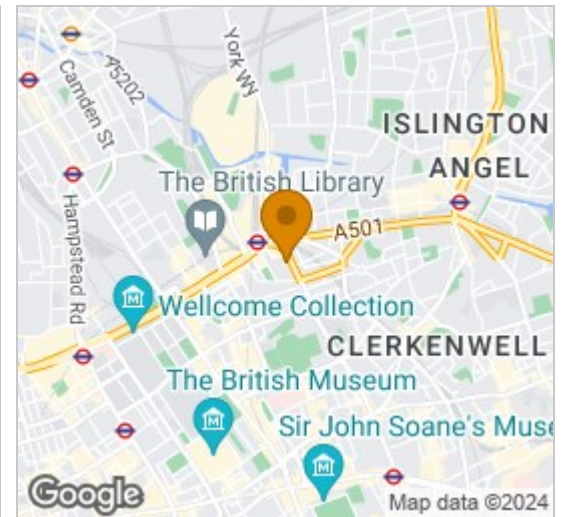 York Wy
A5202
Camden St
ISLINGTON
ANGEL
The British Library
A501
Hampstead Rd
Wellcome Collection
CLERKENWELL
The British Museum
Sir John Soane's Muse
Google
Map data ©2024